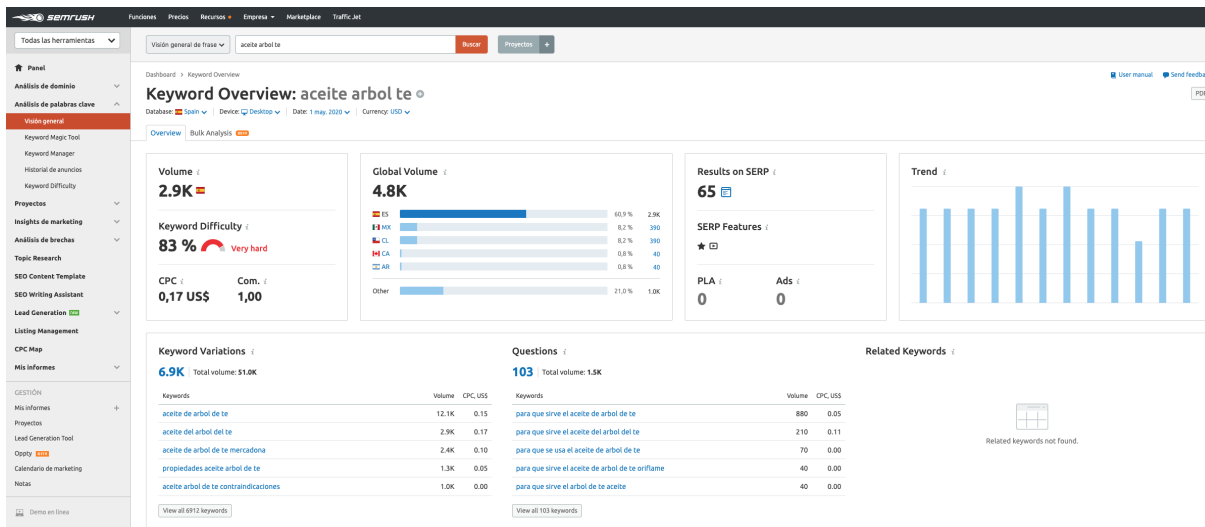 semrush Funciones Precios Recursos Empresa Marketplace Traffic Jet
Todas las herramientas
Visión general de frase aceite arbol te Buscar Proyectos +
Panel
Análisis de dominio
Análisis de palabras clave
Visión general
Keyword Magic Tool
Keyword Manager
Historial de anuncios
Keyword Difficulty
Proyectos
Insights de marketing
Análisis de brechas
Topic Research
SEO Content Template
SEO Writing Assistant
Lead Generation
Listing Management
CPC Map
Mis informes
GESTIÓN
Mis informes +
Proyectos
Lead Generation Tool
Oppty BETA
Calendario de marketing
Notas
Demo en línea
Dashboard > Keyword Overview User manual Send feedba
Keyword Overview: aceite arbol te PDF
Database: Spain Device: Desktop Date: 1 may. 2020 Currency: USD
Overview Bulk Analysis BETA
Volume i
2.9K
Keyword Difficulty i
83 % Very hard
CPC i Com. i
0,17 US$ 1,00
Global Volume i
4.8K
ES 60,9 % 2.9K
MX 8,2 % 390
CL 8,2 % 390
CA 0,8 % 40
AR 0,8 % 40
Other 21,0 % 1.0K
Results on SERP i
65
SERP Features i
PLA i Ads i
0 0
Trend i
Keyword Variations i
6.9K Total volume: 51.0K
Keywords Volume CPC, US$
aceite de arbol de te 12.1K 0.15
aceite del arbol del te 2.9K 0.17
aceite de arbol de te mercadona 2.4K 0.10
propiedades aceite arbol de te 1.3K 0.05
aceite arbol de te contraindicaciones 1.0K 0.00
View all 6912 keywords
Questions i
103 Total volume: 1.5K
Keywords Volume CPC, US$
para que sirve el aceite de arbol de te 880 0.05
para que sirve el aceite del arbol del te 210 0.11
para que se usa el aceite de arbol de te 70 0.00
para que sirve el aceite de arbol de te oriflame 40 0.00
para que sirve el arbol de te aceite 40 0.00
View all 103 keywords
Related Keywords i
Related keywords not found.